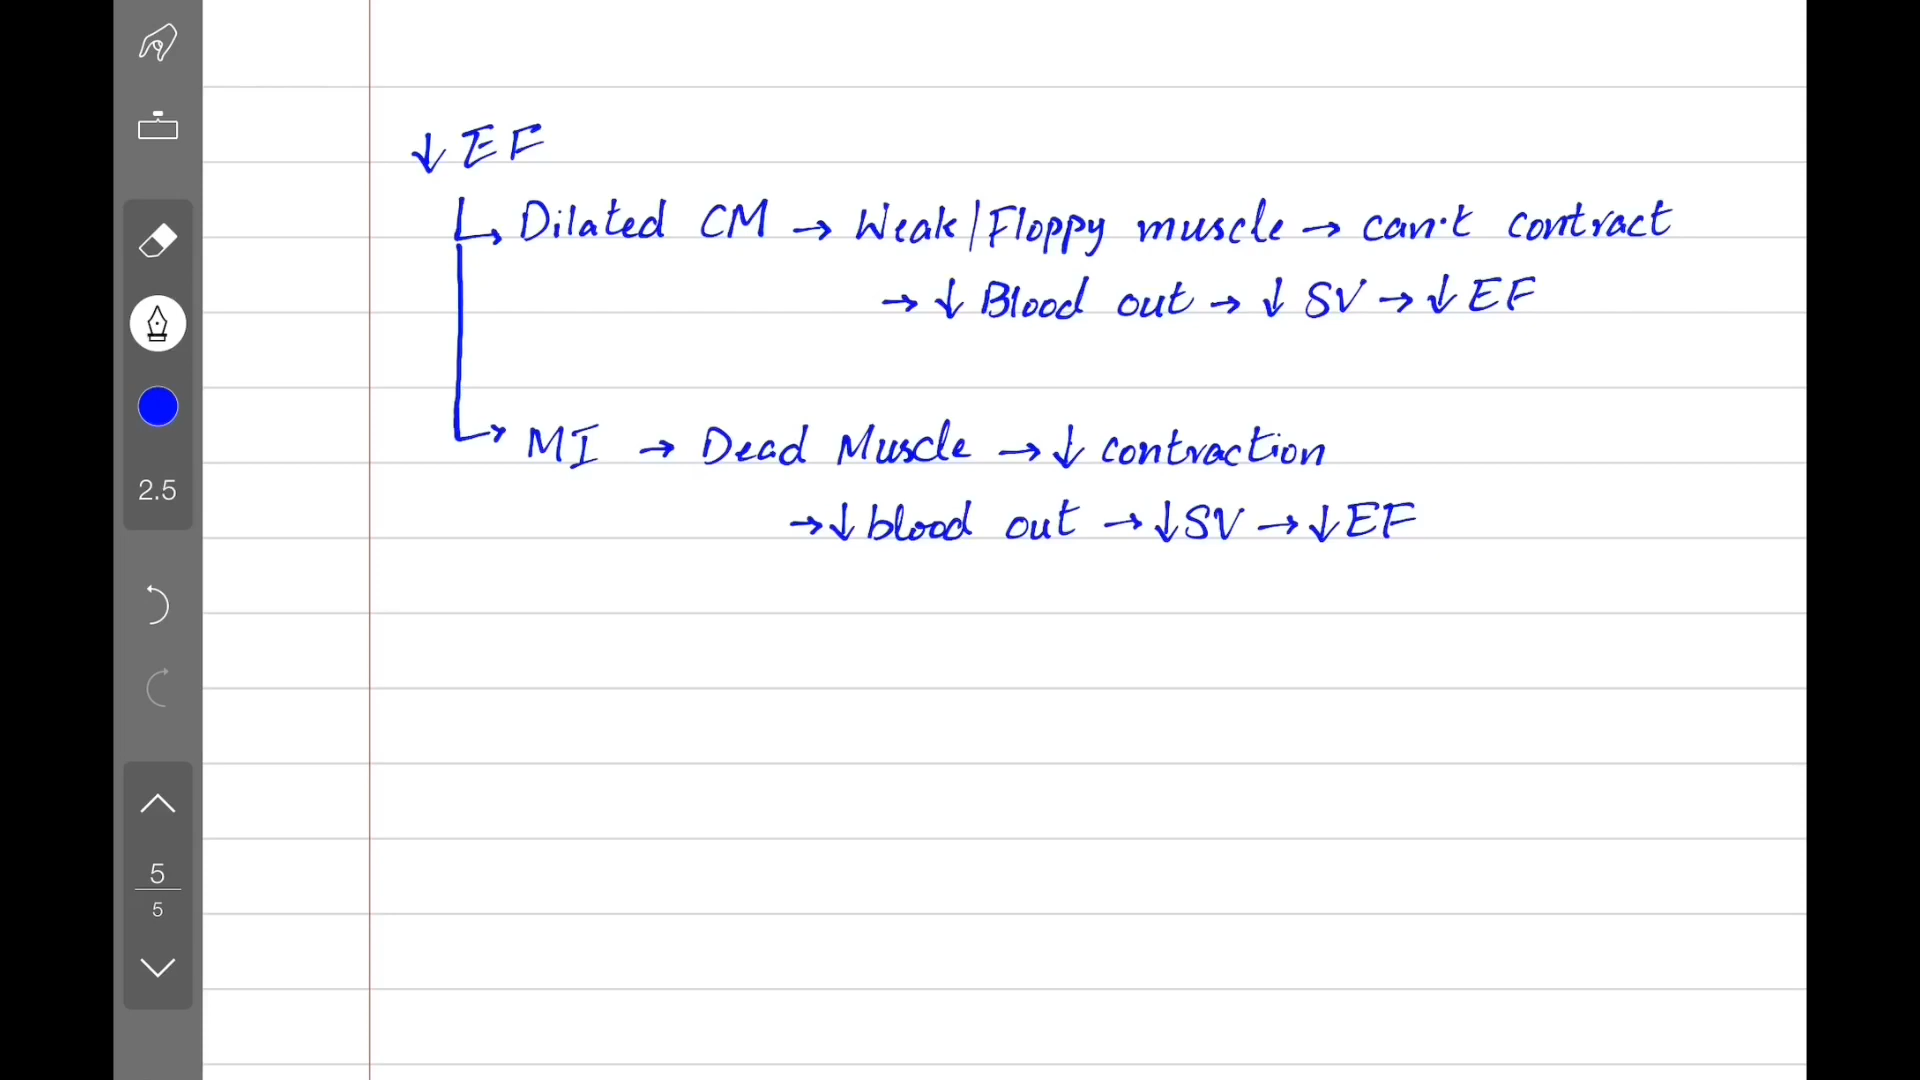 ↓ EF
↳ Dilated CM → Weak/Floppy muscle → can't contract
→ ↓ Blood out → ↓ SV → ↓ EF
↳ MI → Dead Muscle → ↓ contraction
→ ↓ blood out → ↓ SV → ↓ EF
2.5
5
5